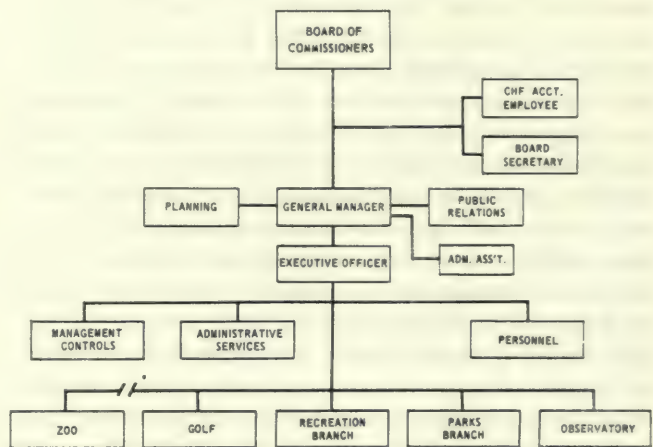 BOARD OF
COMMISSIONERS
CHF ACCT.
EMPLOYEE
BOARD
SECRETARY
PLANNING
GENERAL MANAGER
PUBLIC
RELATIONS
EXECUTIVE OFFICER
ADM. ASS'T.
MANAGEMENT
CONTROLS
ADMINISTRATIVE
SERVICES
PERSONNEL
ZOO
GOLF
RECREATION
BRANCH
PARKS
BRANCH
OBSERVATORY